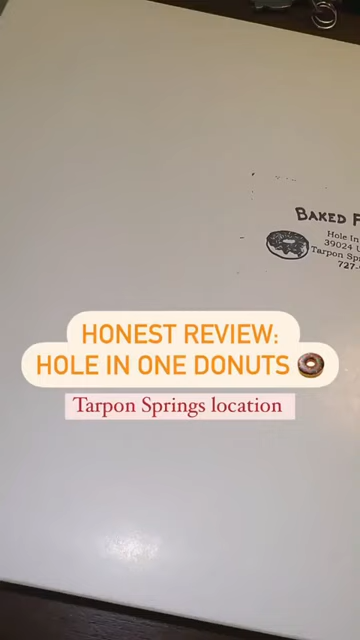 BAKED
Hole In
39024 U
Tarpon Spr
727-
HONEST REVIEW:
HOLE IN ONE DONUTS
Tarpon Springs location